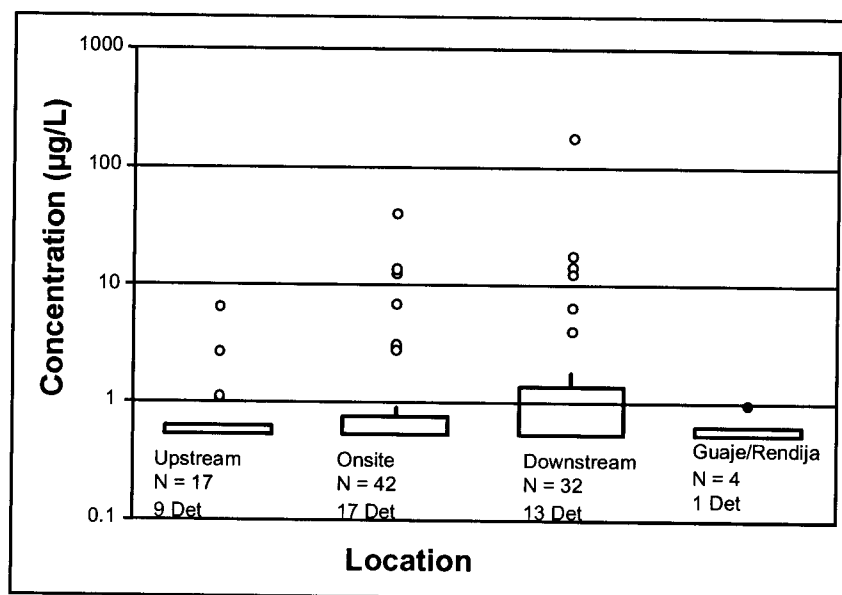 1000
100
10
1
0.1
Concentration (µg/L)
Upstream
N = 17
9 Det
Onsite
N = 42
17 Det
Downstream
N = 32
13 Det
Guaje/Rendija
N = 4
1 Det
Location